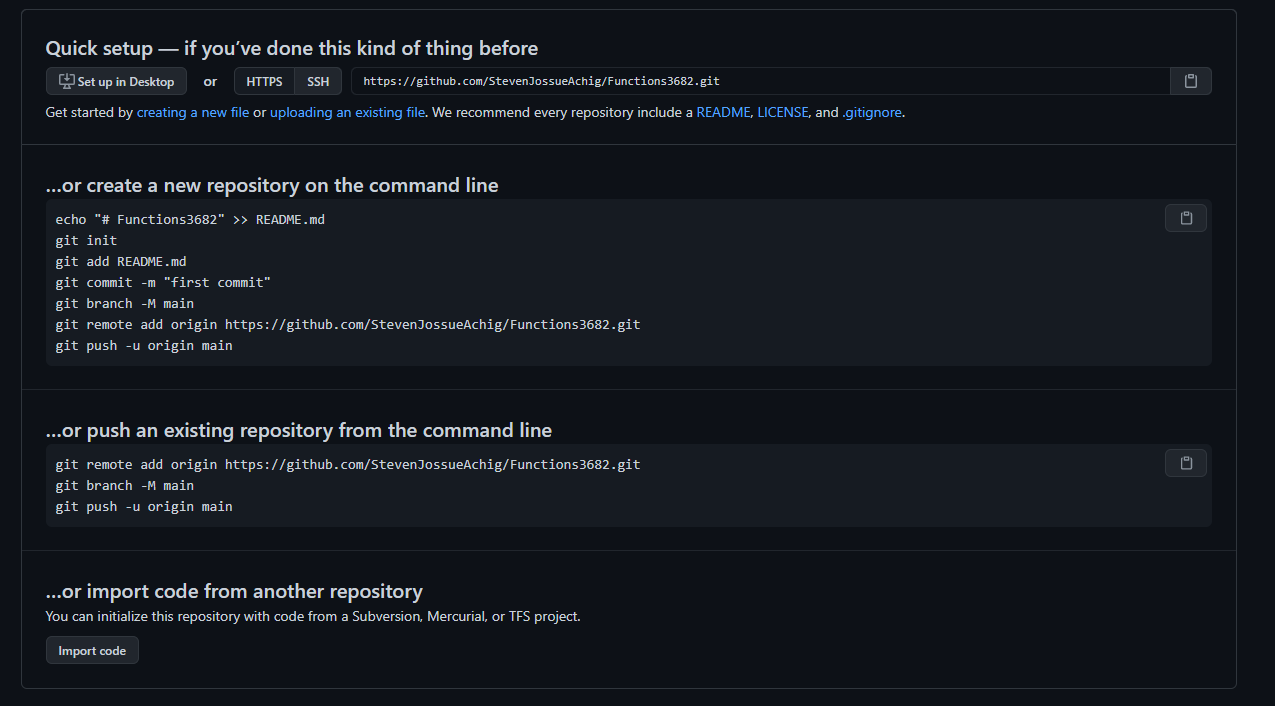 Quick setup — if you’ve done this kind of thing before
Set up in Desktop or HTTPS SSH https://github.com/StevenJossueAchig/Functions3682.git
Get started by creating a new file or uploading an existing file. We recommend every repository include a README, LICENSE, and .gitignore.
…or create a new repository on the command line
echo "# Functions3682" >> README.md
git init
git add README.md
git commit -m "first commit"
git branch -M main
git remote add origin https://github.com/StevenJossueAchig/Functions3682.git
git push -u origin main
…or push an existing repository from the command line
git remote add origin https://github.com/StevenJossueAchig/Functions3682.git
git branch -M main
git push -u origin main
…or import code from another repository
You can initialize this repository with code from a Subversion, Mercurial, or TFS project.
Import code